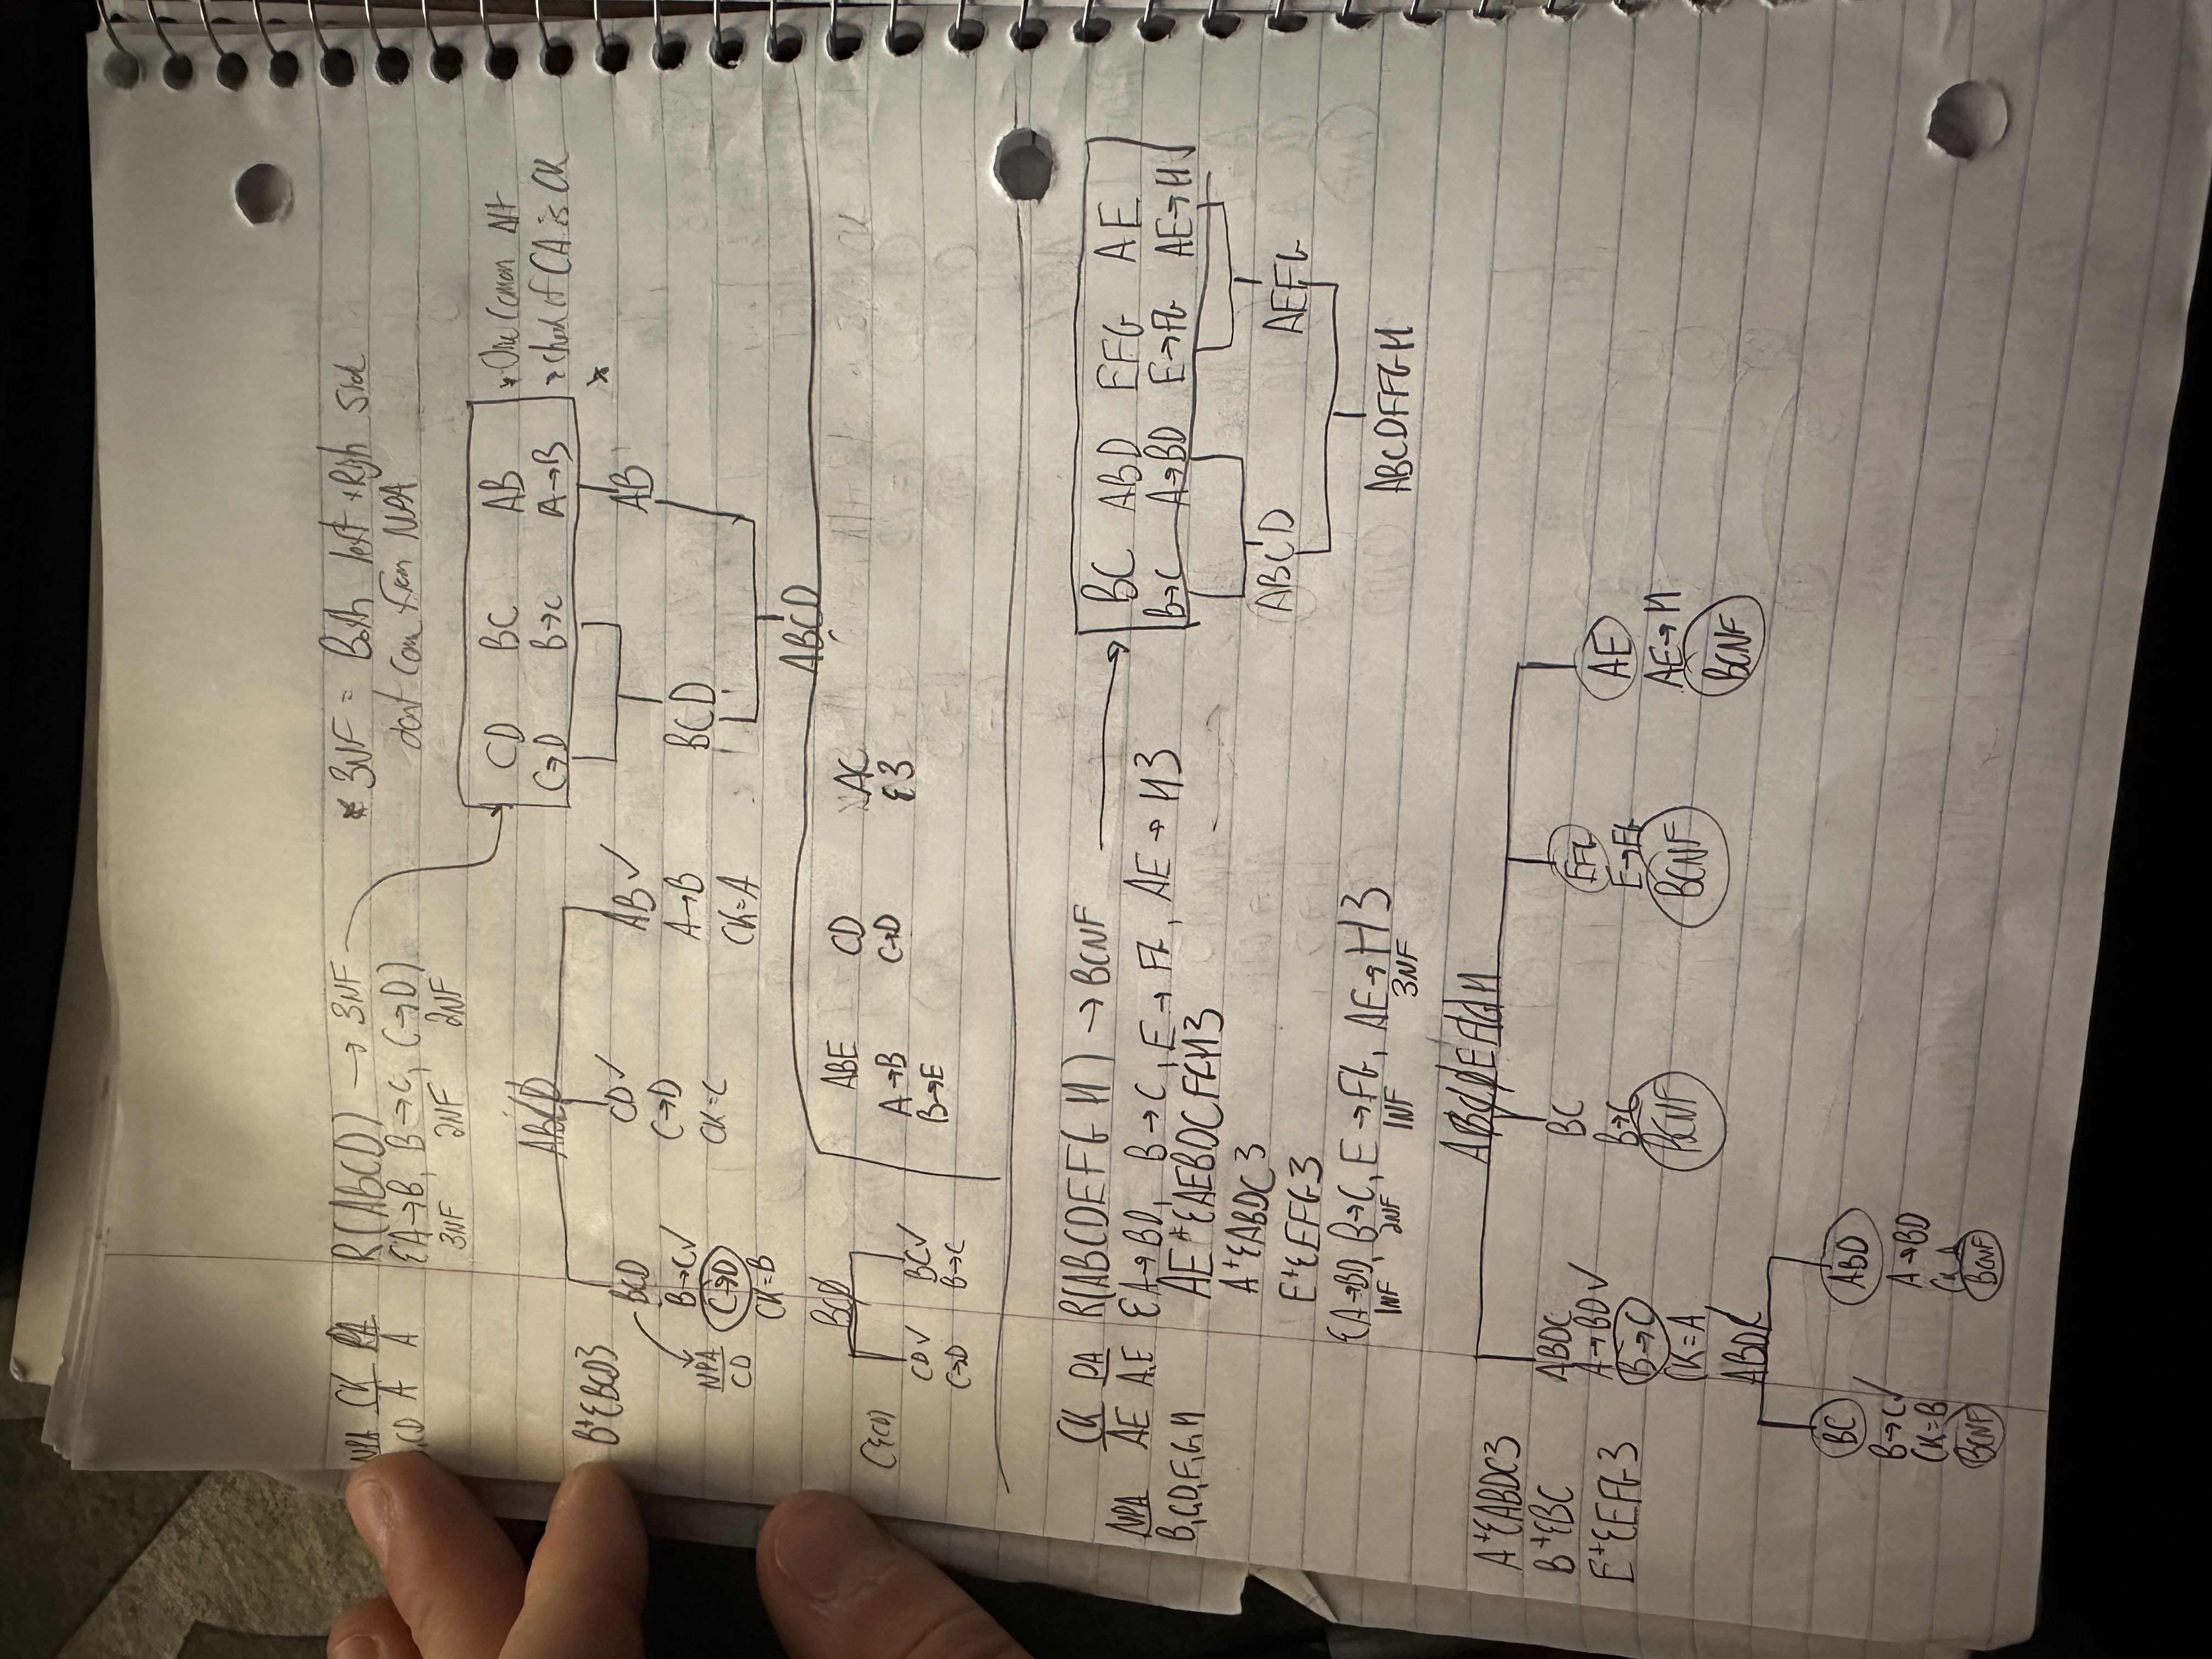 NPA CK PA R(ABCD) → 3NF * 3NF = Both left + Righ side
,CD A A {A→B, B→C, C→D} dont com from NPA
3NF 2NF 2NF
CD BC AB * One Coman Att
C→D B→C A→B → check if CA is CK
ABCD
B⁺{BCD}
BCD CD✓ AB✓ AB
B→C✓ C→D A→B BCD
NPA C→D CK=C CK=A
CD
CK=B
ABCD
BCD ABE CD AC
C{CD} A→B C→D { }
CD✓ BC✓ B→E
C→D B→C
CK PA R(ABCDEFGH) → BCNF BC ABD EFG AE
NPA AE A,E {A→BD, B→C, E→FG, AE→H} B→C A→BD E→FG AE→H
B,C,D,F,G,H AE⁺{AEBDCFGH}
A⁺{ABDC} ABCD AEFG
E⁺{EFG}
{A→BD, B→C, E→FG, AE→H} ABCDFFGH
1NF 2NF 1NF 3NF
ABCDEFGH
A⁺{ABDC}
B⁺{BC ABDC BC EFG AE
E⁺{EFG} A→BD✓ B→C E→FG AE→H
B→C BCNF BCNF BCNF
CK=A
ABDC
BC ABD
B→C✓ A→BD
CK=B CK A
BCNF BCNF